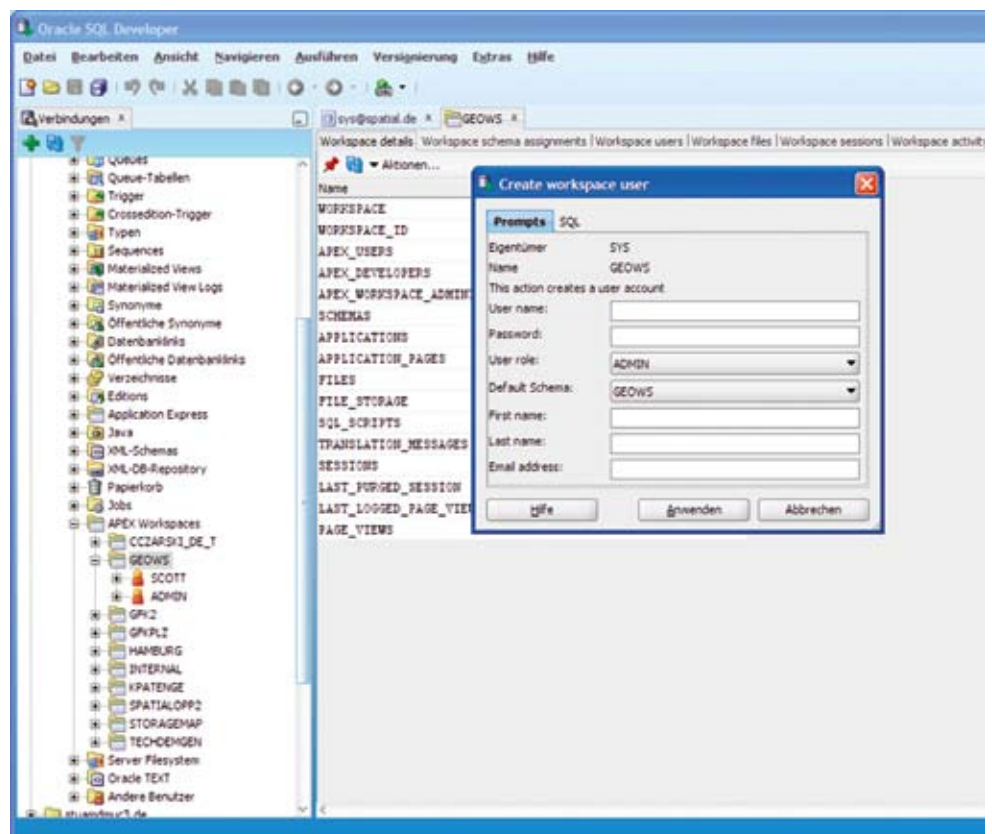 Oracle SQL Developer
Datei Bearbeiten Ansicht Navigieren Ausführen Versionierung Extras Hilfe
Verbindungen
sys@spatial.de GEOWS
Workspace details Workspace schema assignments Workspace users Workspace files Workspace sessions Workspace activity
Aktionen...
Queues
Queue-Tabellen
Trigger
Crossedition-Trigger
Typen
Sequences
Materialized Views
Materialized View Logs
Synonyme
Öffentliche Synonyme
Datenbanklinks
Öffentliche Datenbanklinks
Verzeichnisse
Editions
Application Express
Java
XML-Schemas
XML-DB-Repository
Papierkorb
Jobs
APEX Workspaces
CCZARSKI_DE_T
GEOWS
SCOTT
ADMIN
GFK2
GFKPLZ
HAMBURG
INTERNAL
KPATENGE
SPATIALOPP2
STORAGEMAP
TECHDEMGEN
Server Filesystem
Oracle TEXT
Andere Benutzer
Name
WORKSPACE
WORKSPACE_ID
APEX_USERS
APEX_DEVELOPERS
APEX_WORKSPACE_ADMIN
SCHEMAS
APPLICATIONS
APPLICATION_PAGES
FILES
FILE_STORAGE
SQL_SCRIPTS
TRANSLATION_MESSAGES
SESSIONS
LAST_PURGED_SESSION
LAST_LOGGED_PAGE_VIE
PAGE_VIEWS
Create workspace user
Prompts SQL
Eigentümer SYS
Name GEOWS
This action creates a user account
User name:
Password:
User role: ADMIN
Default Schema: GEOWS
First name:
Last name:
Email address:
Hilfe Anwenden Abbrechen